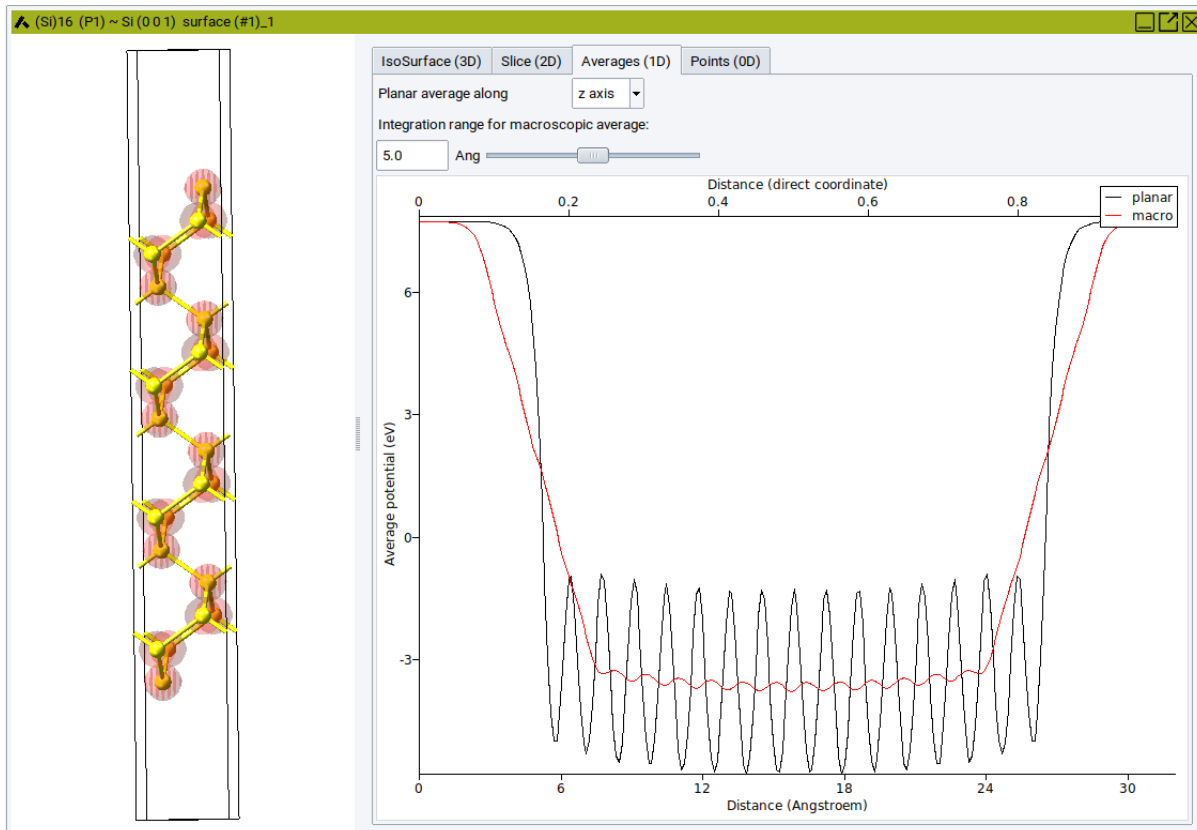 (Si)16 (P1) ~ Si (0 0 1) surface (#1)_1
IsoSurface (3D) Slice (2D) Averages (1D) Points (0D)
Planar average along z axis
Integration range for macroscopic average:
5.0 Ang
Distance (direct coordinate)
0 0.2 0.4 0.6 0.8
planar
macro
6
3
0
-3
Average potential (eV)
0 6 12 18 24 30
Distance (Angstroem)